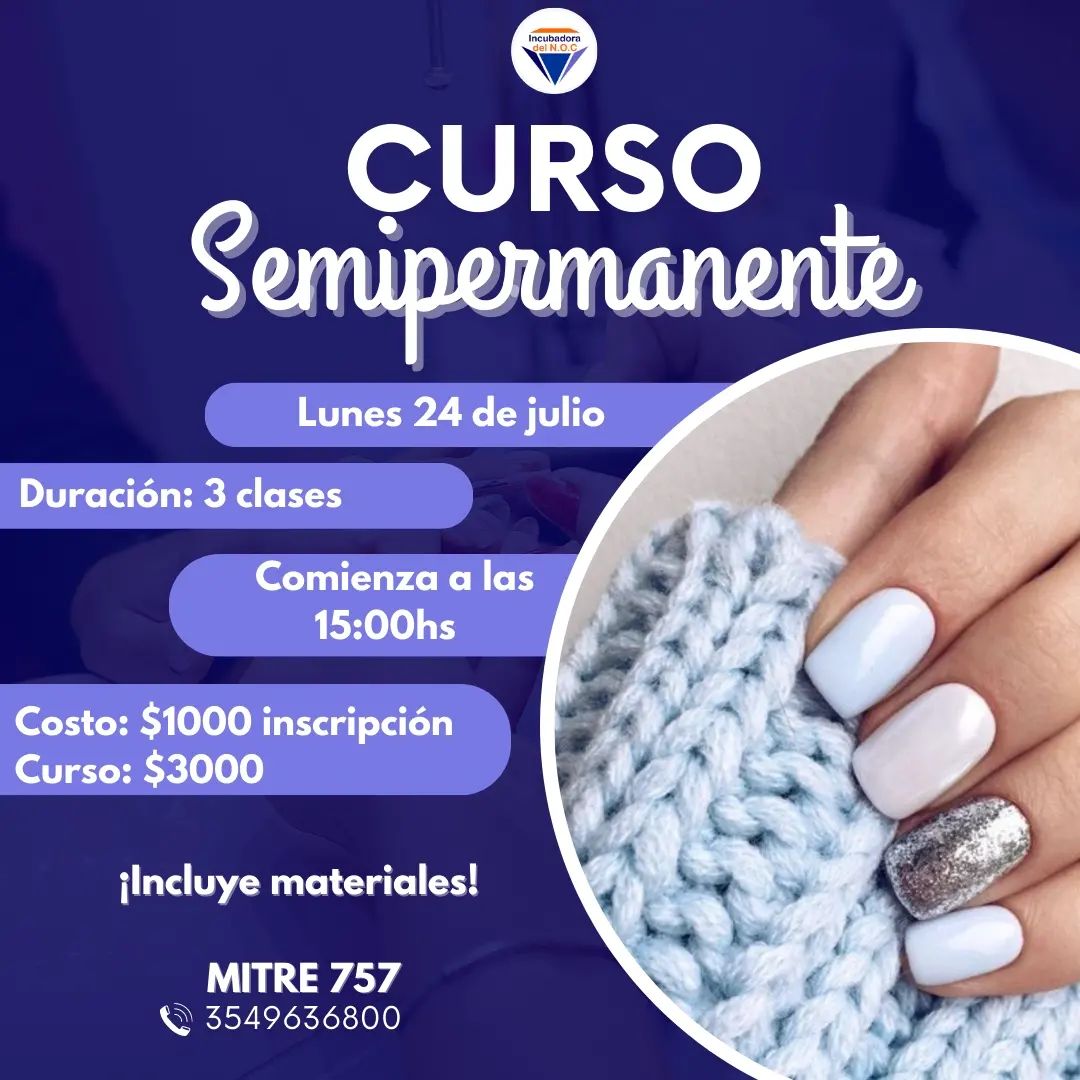 Incubadora
del N.O.C
CURSO
Semipermanente
Lunes 24 de julio
Duración: 3 clases
Comienza a las
15:00hs
Costo: $1000 inscripción
Curso: $3000
¡Incluye materiales!
MITRE 757
3549636800